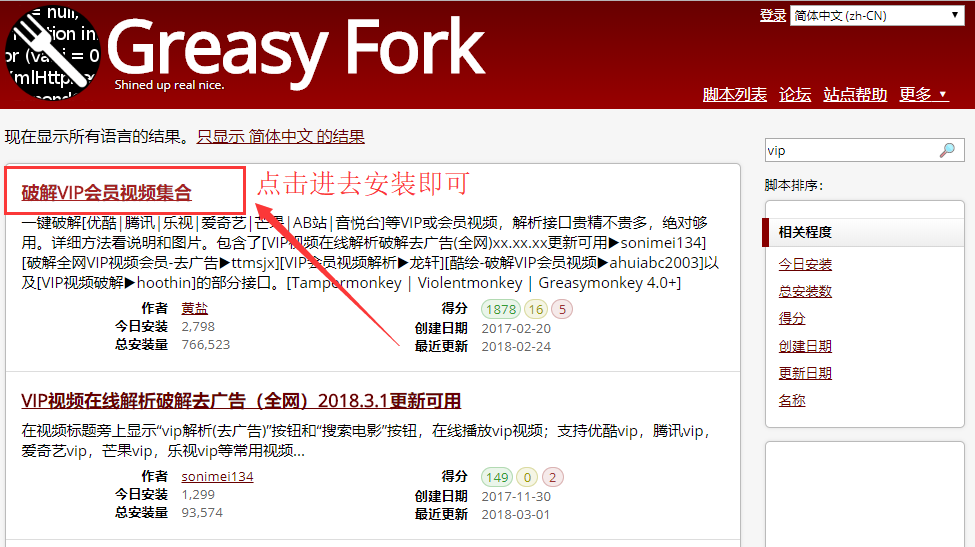 = null,
nction in
or (var i = 0
XmlHttp
Greasy Fork
Shined up real nice.
登录 简体中文 (zh-CN)
脚本列表 论坛 站点帮助 更多
现在显示所有语言的结果。只显示 简体中文 的结果
vip
脚本排序：
相关程度
今日安装
总安装数
得分
创建日期
更新日期
名称
破解VIP会员视频集合
点击进去安装即可
一键破解[优酷|腾讯|乐视|爱奇艺|芒果|AB站|音悦台]等VIP或会员视频，解析接口贵精不贵多，绝对够
用。详细方法看说明和图片。包含了[VIP视频在线解析破解去广告(全网)xx.xx.xx更新可用▶sonimei134]
[破解全网VIP视频会员-去广告▶ttmsjx][VIP会员视频解析▶龙轩][酷绘-破解VIP会员视频▶ahuiabc2003]以
及[VIP视频破解▶hoothin]的部分接口。[Tampermonkey | Violentmonkey | Greasymonkey 4.0+]
作者 黄盐 得分 1878 16 5
今日安装 2,798 创建日期 2017-02-20
总安装量 766,523 最近更新 2018-02-24
VIP视频在线解析破解去广告（全网）2018.3.1更新可用
在视频标题旁上显示“vip解析(去广告)”按钮和“搜索电影”按钮，在线播放vip视频；支持优酷vip，腾讯vip，
爱奇艺vip，芒果vip，乐视vip等常用视频...
作者 sonimei134 得分 149 0 2
今日安装 1,299 创建日期 2017-11-30
总安装量 93,574 最近更新 2018-03-01